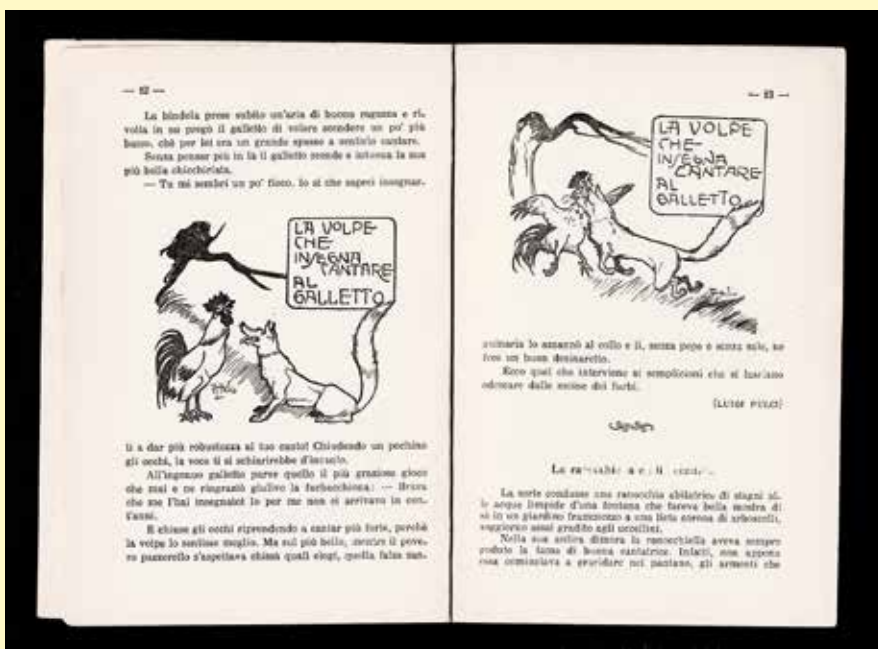 — 82 —
La bindola prese subito un'aria di buona ragazza e ri-
volta in su pregò il galletto di volere scendere un po' più
basso, chè per lei era un grande spasso a sentirlo cantare.
Senza pensar più in là il galletto scende e intuona la sua
più bella chicchiriata.
— Tu mi sembri un po' fioco. Io sì che saprei insegnar-
LA VOLPE
CHE
INSEGNA
CANTARE
AL
GALLETTO
ti a dar più robustezza al tuo canto! Chiudendo un pochino
gli occhi, la voce ti si schiarirebbe d'incanto.
All'ingenuo galletto parve quello il più grazioso gioco
che mai e ne ringraziò giulivo la furbacchiona: — Brava
che me l'hai insegnato! Io per me non ci arrivavo in cen-
t'anni.
E chiuse gli occhi riprendendo a cantar più forte, perchè
la volpe lo sentisse meglio. Ma sul più bello, mentre il pove-
ro passerello s'aspettava chissà quali elogi, quella falsa san-
— 83 —
LA VOLPE
CHE
INSEGNA
CANTARE
AL
GALLETTO
guinaria lo azzannò al collo e lì, senza pepe e senza sale, ne
fece un buon desinaretto.
Ecco quel che interviene ai semplicioni che si lasciano
adescare dalle moine dei furbi.
(LUIGI PULCI)
La e
La sorte condusse una ranocchia abitatrice di stagni al-
le acque limpide d'una fontana che faceva bella mostra di
sè in un giardino frammezzo a una lieta corona di arboscelli,
soggiorno assai gradito agli uccellini.
Nella sua antica dimora la ranocchiella aveva sempre
goduto la fama di buona cantatrice. Infatti, non appena
essa cominciava a gracidare nel pantano, gli armenti che